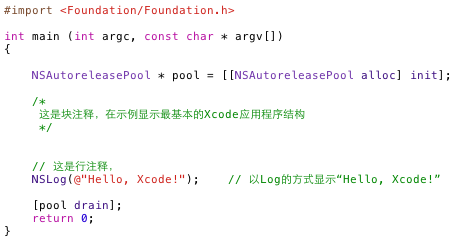 #import <Foundation/Foundation.h>
int main (int argc, const char * argv[])
{
NSAutoreleasePool * pool = [[NSAutoreleasePool alloc] init];
/*
这是块注释，在示例显示最基本的Xcode应用程序结构
*/
// 这是行注释，
NSLog(@"Hello, Xcode!"); // 以Log的方式显示“Hello, Xcode!”
[pool drain];
return 0;
}